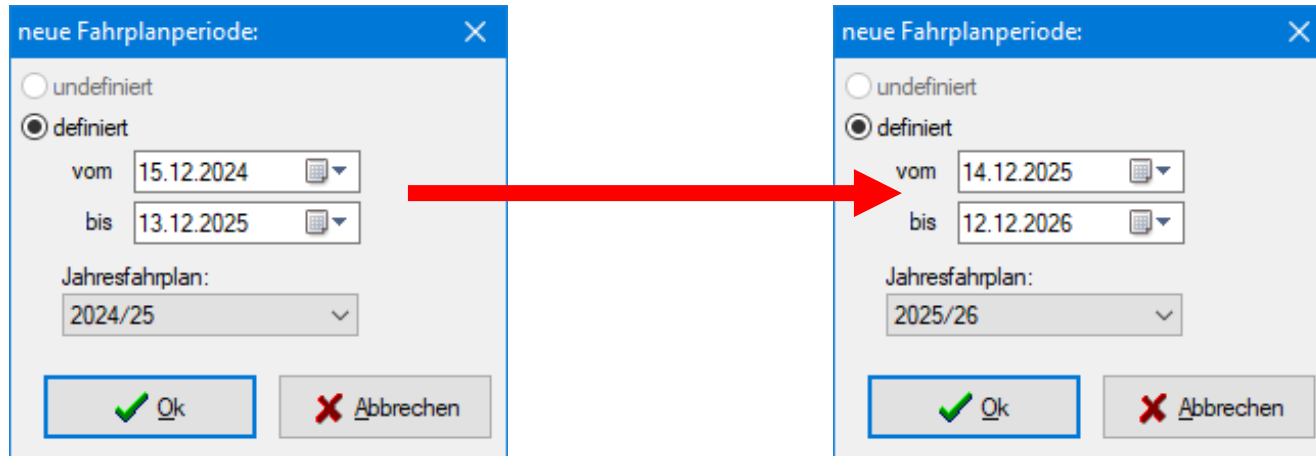 neue Fahrplanperiode:
undefiniert
definiert
vom 15.12.2024
bis 13.12.2025
Jahresfahrplan:
2024/25
Ok Abbrechen
neue Fahrplanperiode:
undefiniert
definiert
vom 14.12.2025
bis 12.12.2026
Jahresfahrplan:
2025/26
Ok Abbrechen